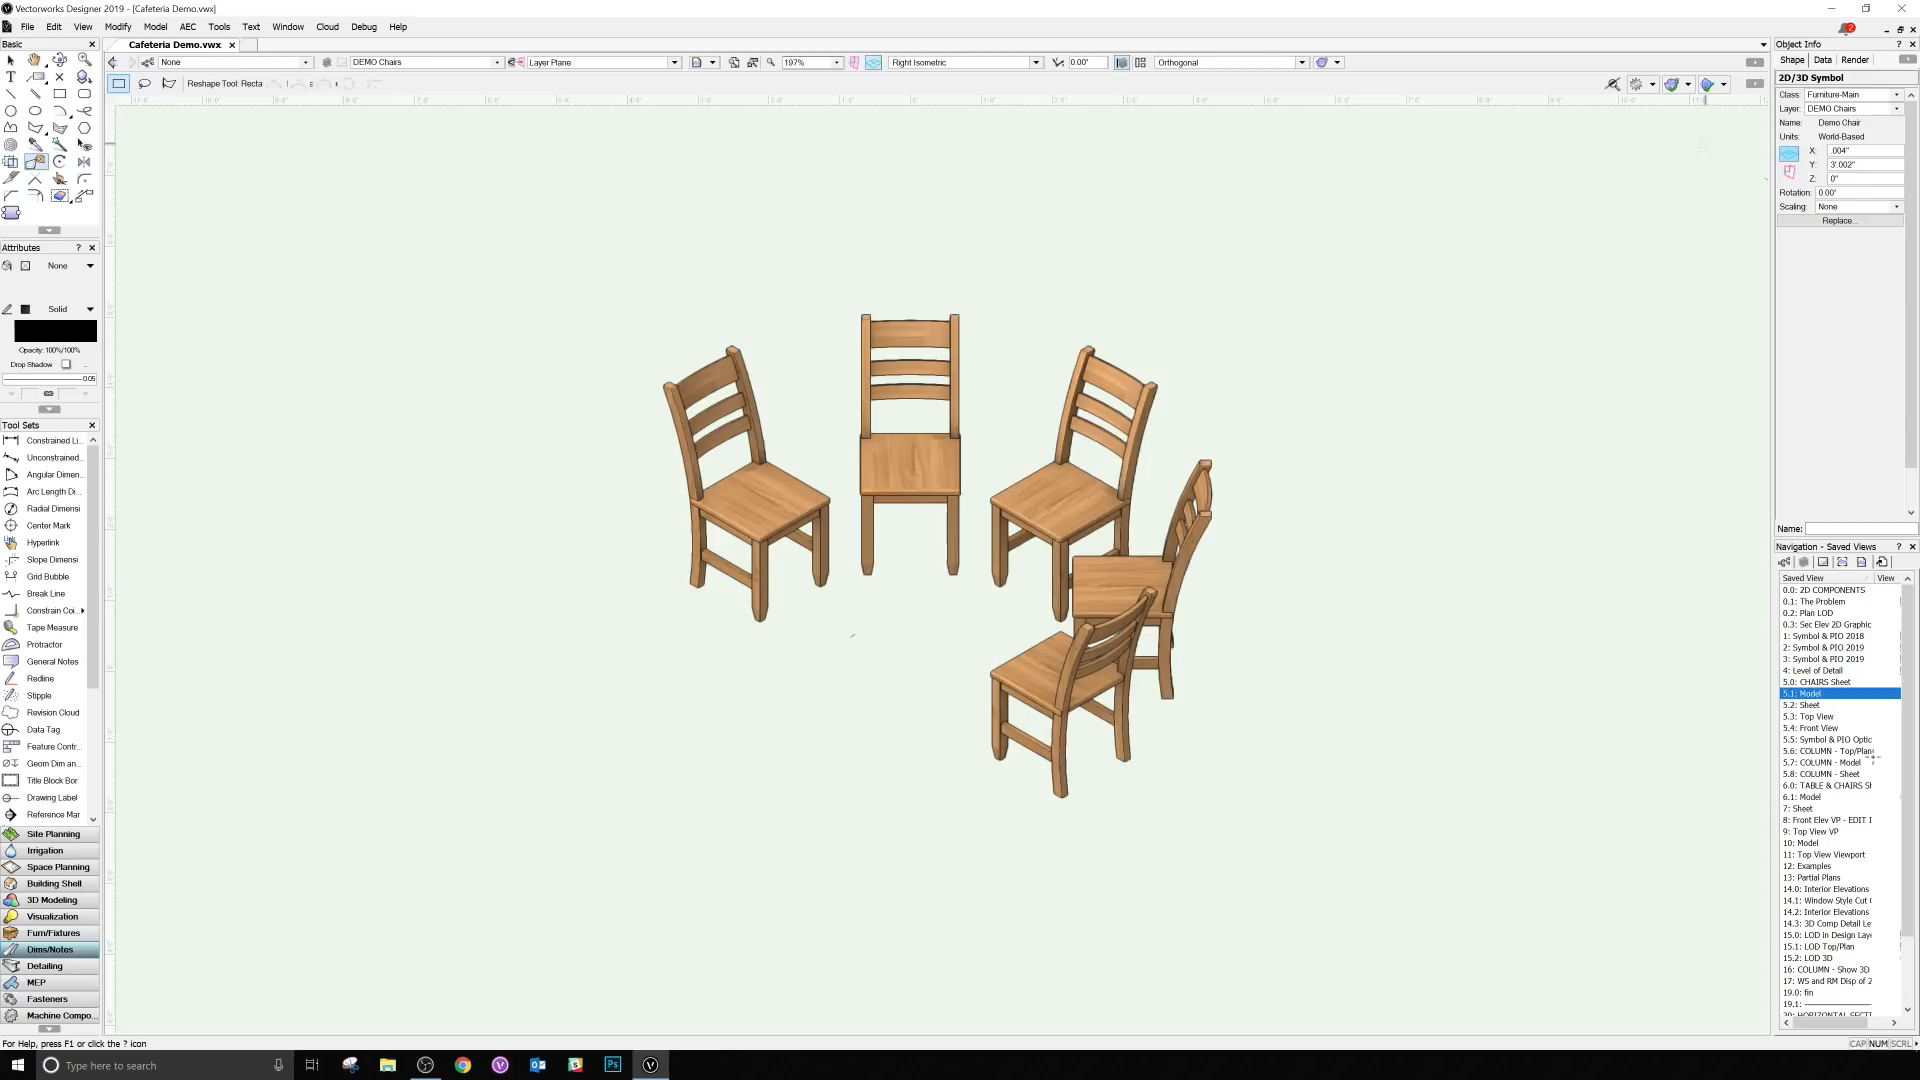 Vectorworks Designer 2019 - [Cafeteria Demo.vwx]
File Edit View Modify Model AEC Tools Text Window Cloud Debug Help
2
Basic
Cafeteria Demo.vwx
Object Info
Shape Data Render
None
DEMO Chairs
Layer Plane
197%
Right Isometric
0.00°
Orthogonal
Reshape Tool: Recta
2D/3D Symbol
Class: Furniture-Main
Layer: DEMO Chairs
Name: Demo Chair
Units: World-Based
X: .004"
Y: 3'.002"
Z: 0"
Rotation: 0.00°
Scaling: None
Replace...
Name:
Attributes
None
Solid
Opacity: 100%/100%
Drop Shadow
0.05
Tool Sets
Constrained Li...
Unconstrained...
Angular Dimen...
Arc Length Di...
Radial Dimensi
Center Mark
Hyperlink
Slope Dimensi
Grid Bubble
Break Line
Constrain Coi...
Tape Measure
Protractor
General Notes
Redline
Stipple
Revision Cloud
Data Tag
Feature Contr...
Geom Dim an...
Title Block Bor
Drawing Label
Reference Mar
Site Planning
Irrigation
Space Planning
Building Shell
3D Modeling
Visualization
Furn/Fixtures
Dims/Notes
Detailing
MEP
Fasteners
Machine Compo...
Navigation - Saved Views
Saved View View
0.0: 2D COMPONENTS
0.1: The Problem
0.2: Plan LOD
0.3: Sec Elev 2D Graphic
1: Symbol & PIO 2018
2: Symbol & PIO 2019
3: Symbol & PIO 2019
4: Level of Detail
5.0: CHAIRS Sheet
5.1: Model
5.2: Sheet
5.3: Top View
5.4: Front View
5.5: Symbol & PIO Optic
5.6: COLUMN - Top/Plan
5.7: COLUMN - Model
5.8: COLUMN - Sheet
6.0: TABLE & CHAIRS SH
6.1: Model
7: Sheet
8: Front Elev VP - EDIT I
9: Top View VP
10: Model
11: Top View Viewport
12: Examples
13: Partial Plans
14.0: Interior Elevations
14.1: Window Style Cut
14.2: Interior Elevations
14.3: 3D Comp Detail Le
15.0: LOD in Design Lay
15.1: LOD Top/Plan
15.2: LOD 3D
16: COLUMN - Show 3D
17: WS and RM Disp of 2
19.0: fin
19.1:
20: HORIZONTAL SECTI
For Help, press F1 or click the ? icon
CAP NUM SCRL
Type here to search
Ps